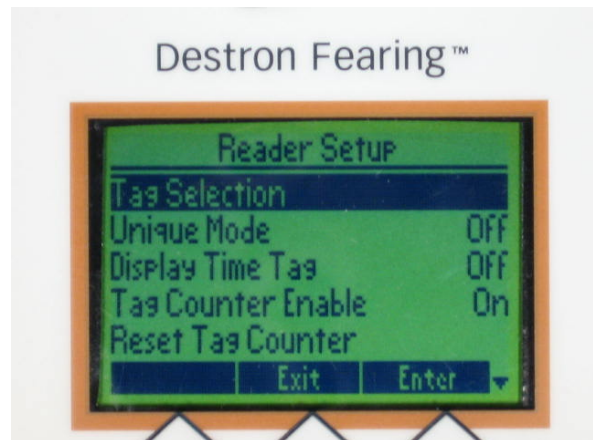 Destron Fearing™
Reader Setup
Tag Selection
Unique Mode Off
Display Time Tag Off
Tag Counter Enable On
Reset Tag Counter
Exit Enter